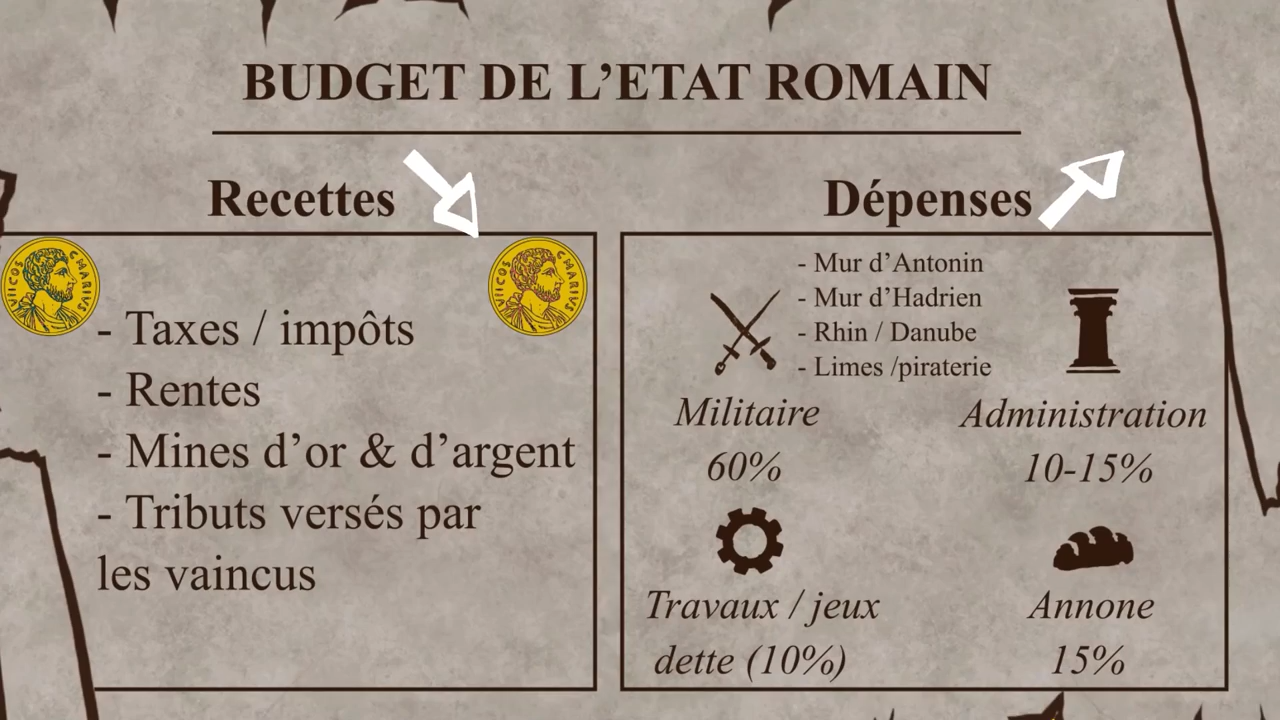 BUDGET DE L’ETAT ROMAIN
Recettes
- Taxes / impôts
- Rentes
- Mines d’or & d’argent
- Tributs versés par
les vaincus
Dépenses
- Mur d’Antonin
- Mur d’Hadrien
- Rhin / Danube
- Limes /piraterie
Militaire
60%
Administration
10-15%
Travaux / jeux
dette (10%)
Annone
15%